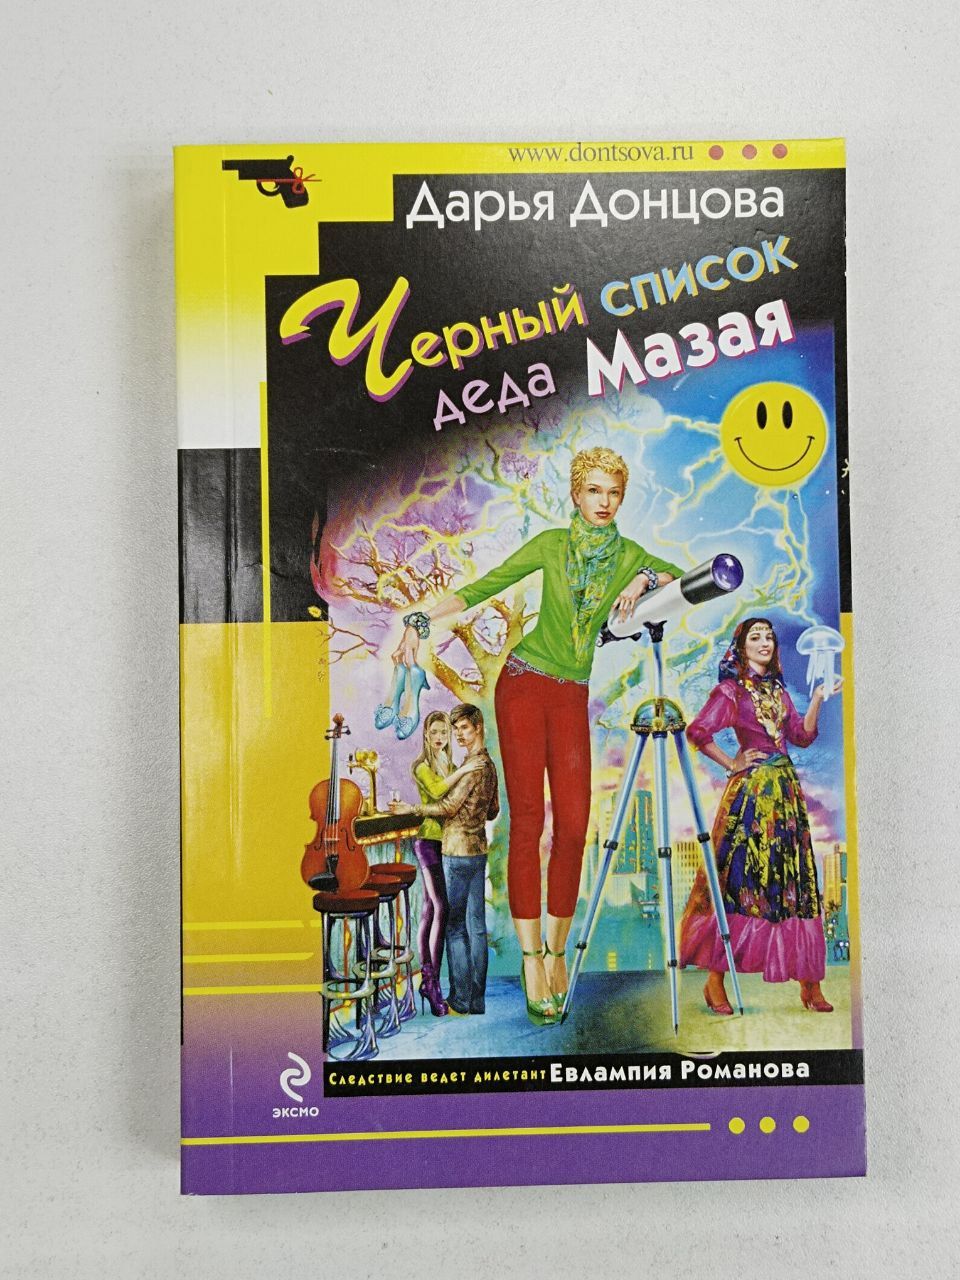 www.dontsova.ru
Дарья Донцова
Черный список
деда Мазая
Следствие ведет дилетант Евлампия Романова
эксмо